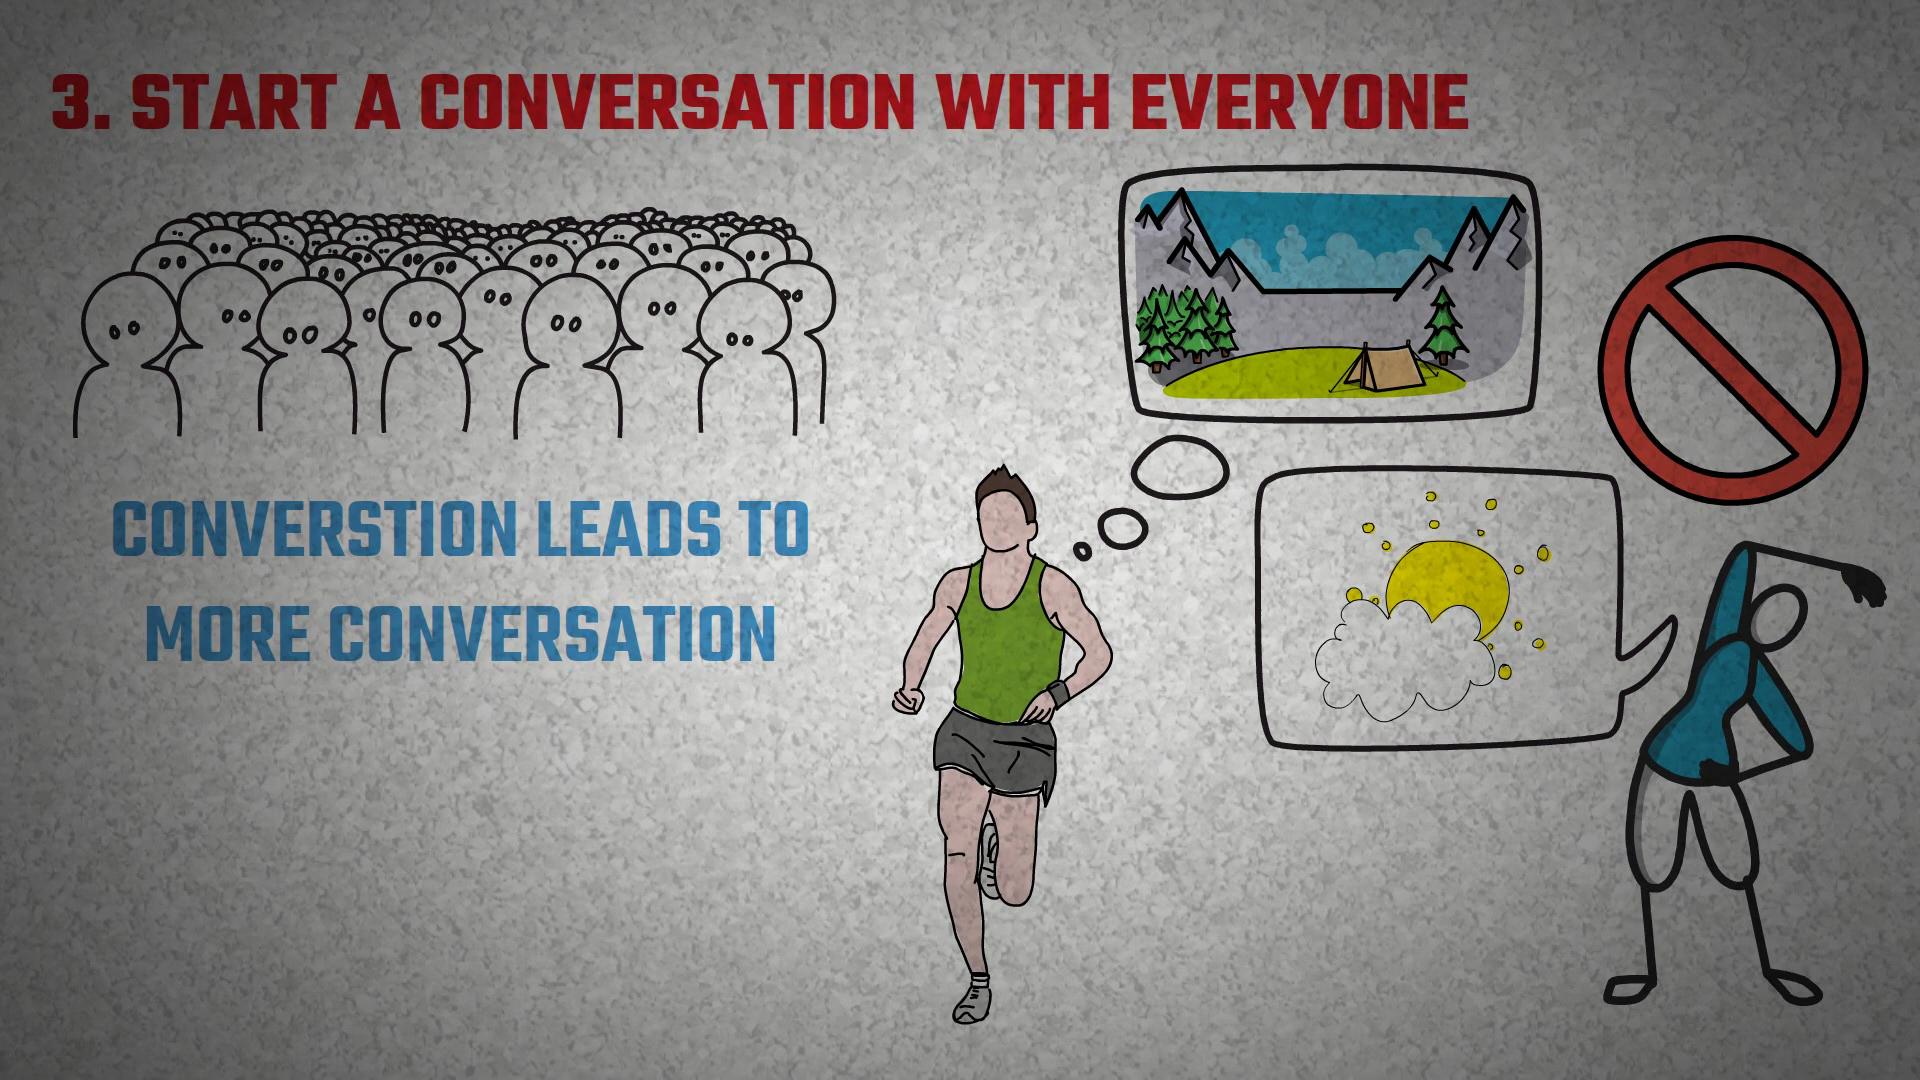 3. START A CONVERSATION WITH EVERYONE
CONVERSTION LEADS TO
MORE CONVERSATION